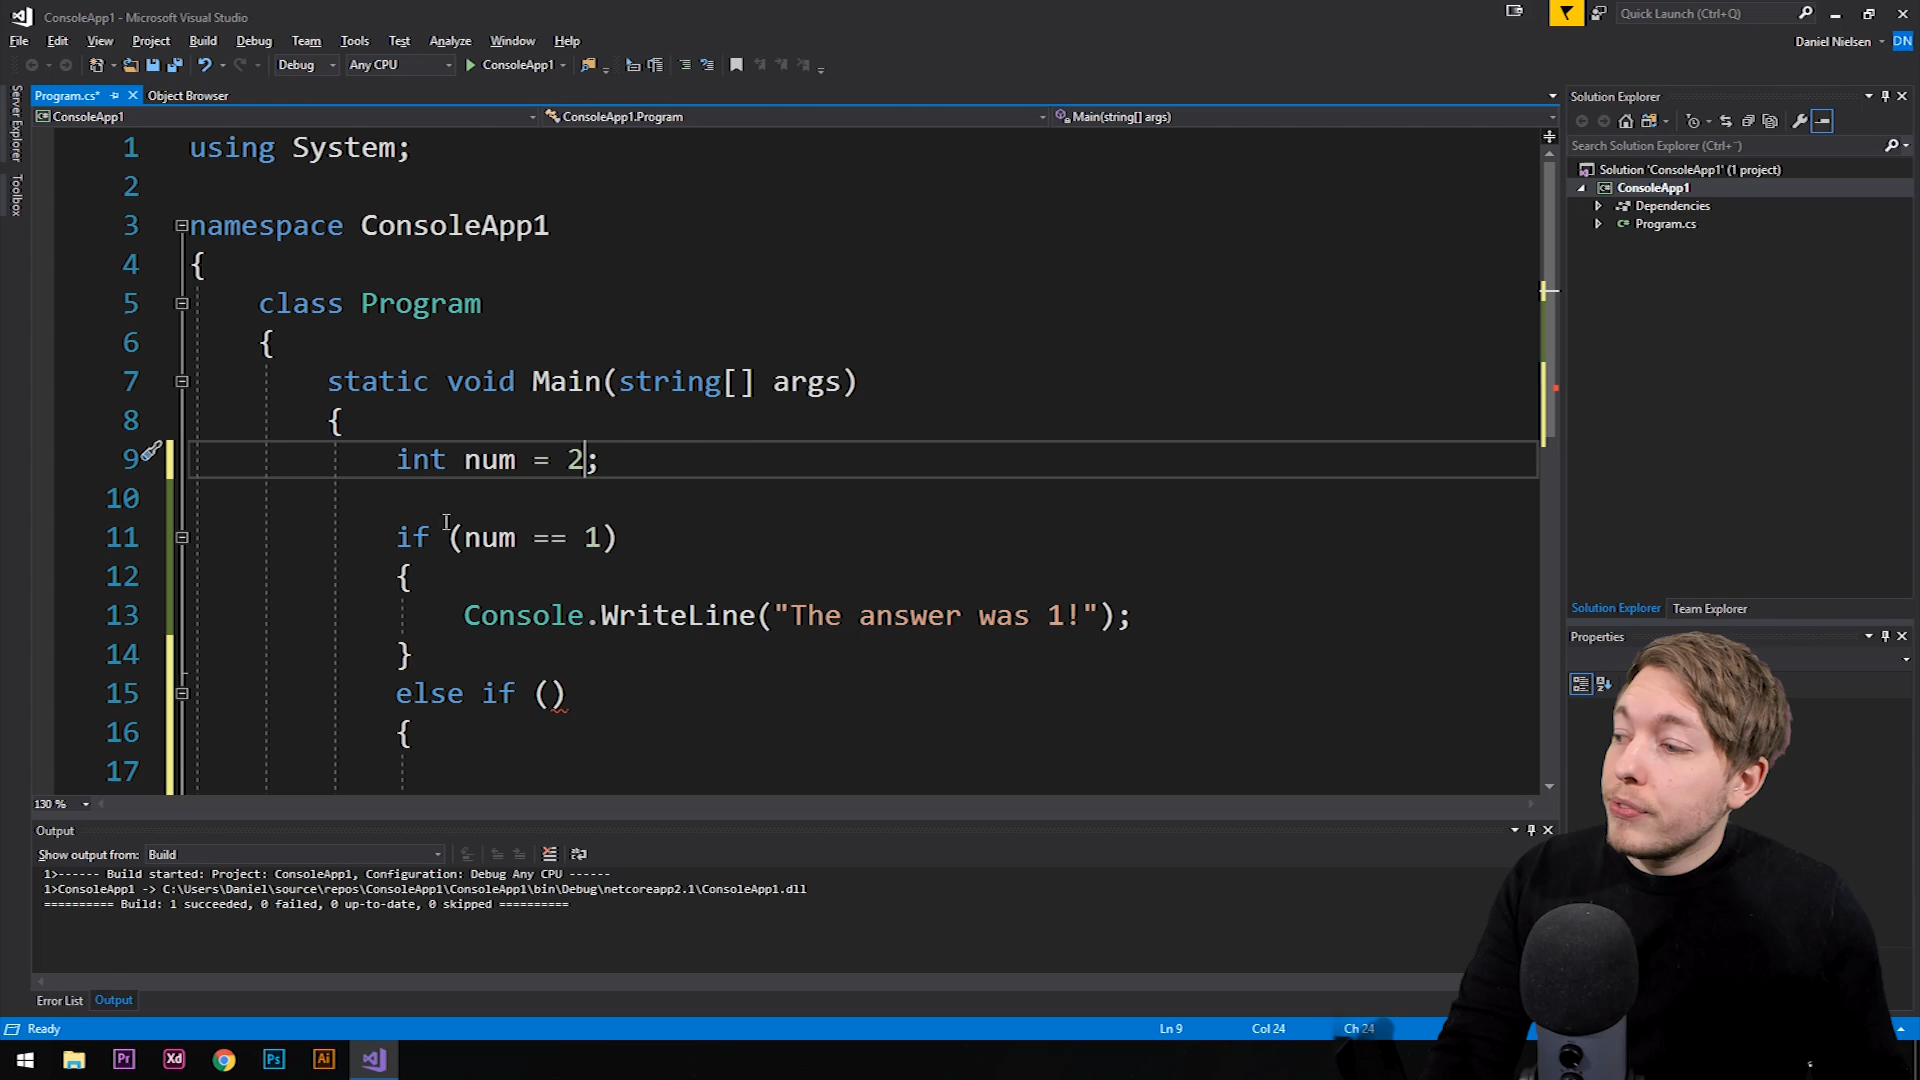 ConsoleApp1 - Microsoft Visual Studio
Quick Launch (Ctrl+Q)
File Edit View Project Build Debug Team Tools Test Analyze Window Help
Daniel Nielsen DN
Debug Any CPU ConsoleApp1
Server Explorer
Toolbox
Program.cs* Object Browser
ConsoleApp1 ConsoleApp1.Program Main(string[] args)
1 using System;
2
3 namespace ConsoleApp1
4 {
5 class Program
6 {
7 static void Main(string[] args)
8 {
9 int num = 2;
10
11 if (num == 1)
12 {
13 Console.WriteLine("The answer was 1!");
14 }
15 else if ()
16 {
17
130 %
Solution Explorer
Search Solution Explorer (Ctrl+¨)
Solution 'ConsoleApp1' (1 project)
ConsoleApp1
Dependencies
Program.cs
Solution Explorer Team Explorer
Properties
Output
Show output from: Build
1>------ Build started: Project: ConsoleApp1, Configuration: Debug Any CPU ------
1>ConsoleApp1 -> C:\Users\Daniel\source\repos\ConsoleApp1\ConsoleApp1\bin\Debug\netcoreapp2.1\ConsoleApp1.dll
========== Build: 1 succeeded, 0 failed, 0 up-to-date, 0 skipped ==========
Error List Output
Ready Ln 9 Col 24 Ch 24
Pr Xd Ps Ai